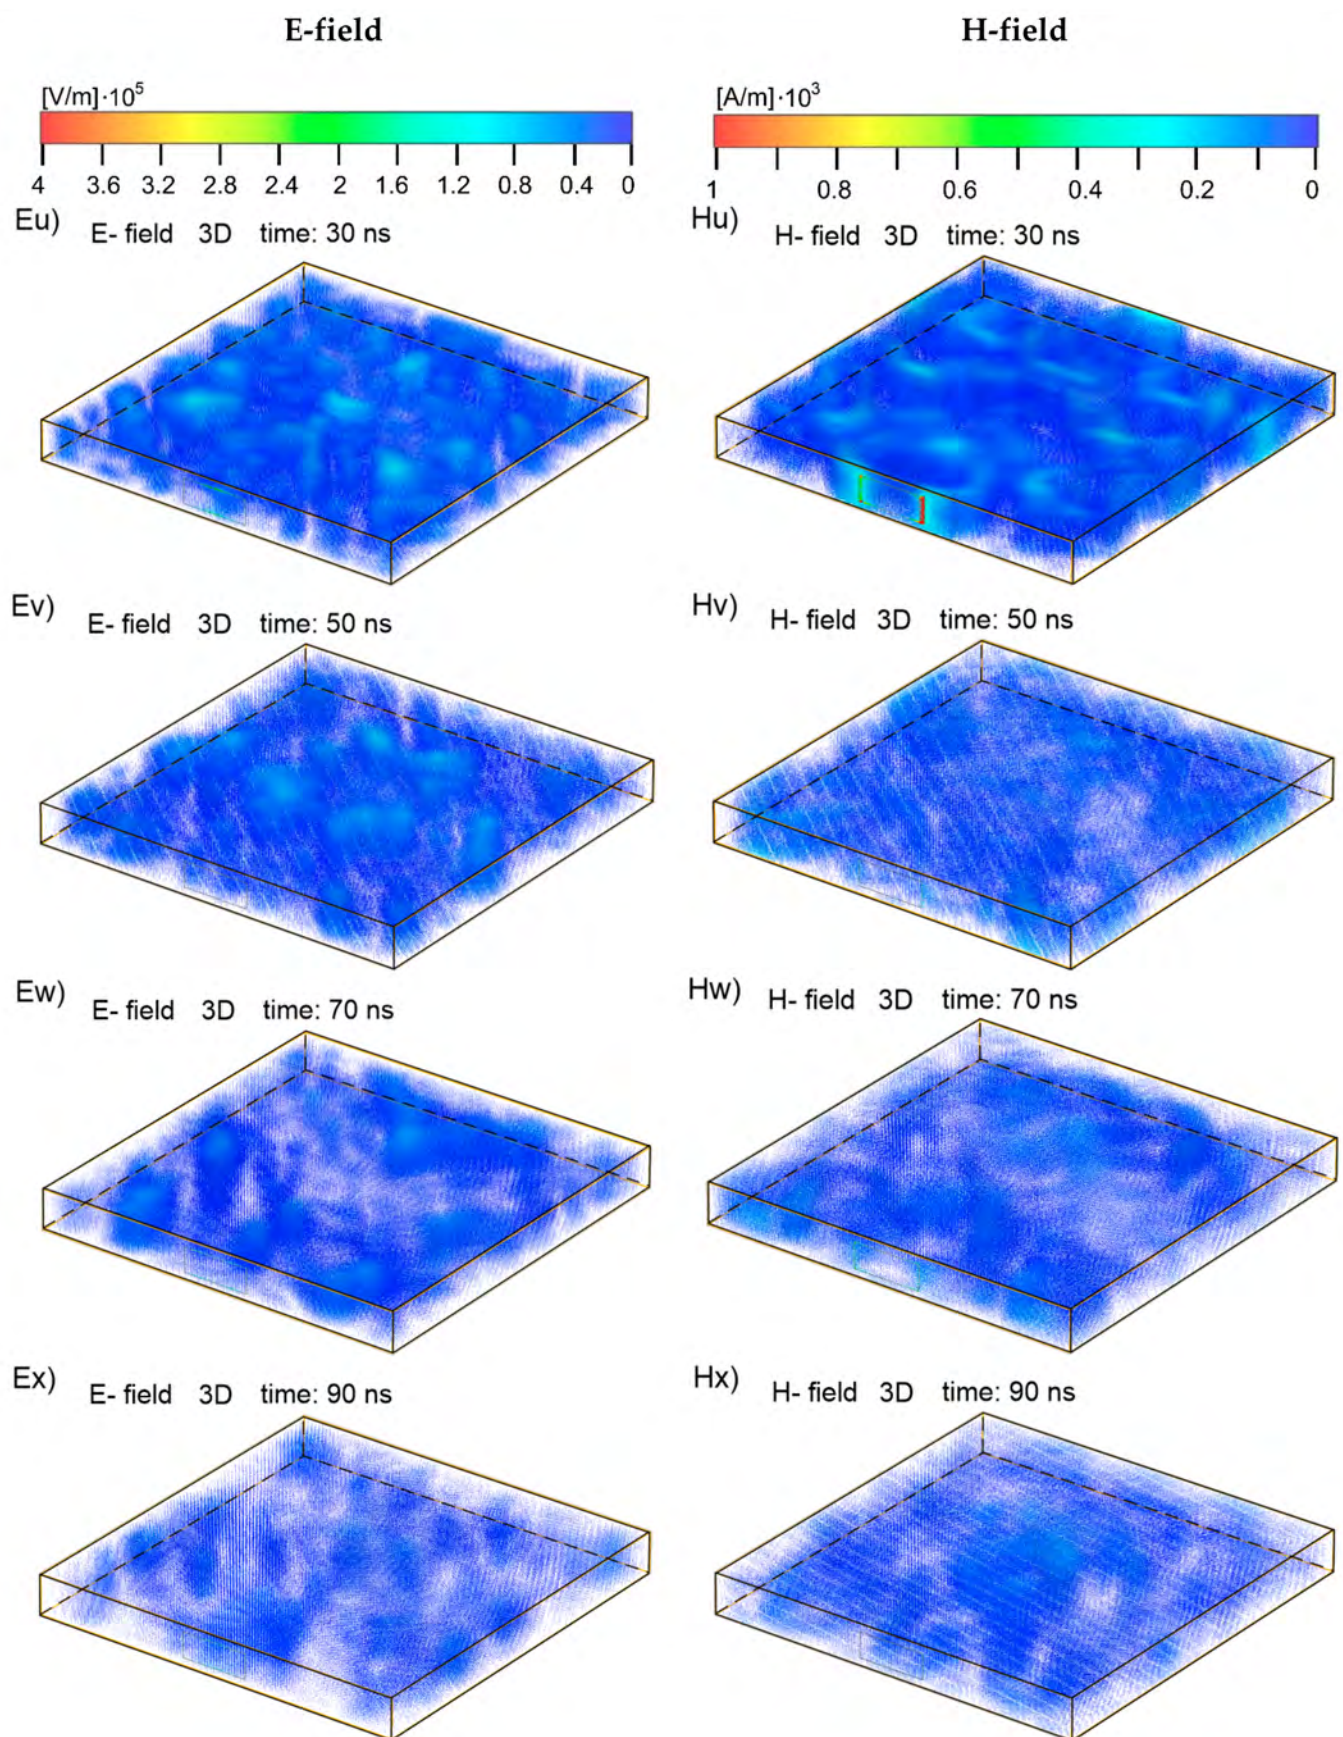 E-field H-field
[V/m]·10⁵ [A/m]·10³
4 3.6 3.2 2.8 2.4 2 1.6 1.2 0.8 0.4 0 1 0.8 0.6 0.4 0.2 0
Eu) E- field 3D time: 30 ns Hu) H- field 3D time: 30 ns
Ev) E- field 3D time: 50 ns Hv) H- field 3D time: 50 ns
Ew) E- field 3D time: 70 ns Hw) H- field 3D time: 70 ns
Ex) E- field 3D time: 90 ns Hx) H- field 3D time: 90 ns